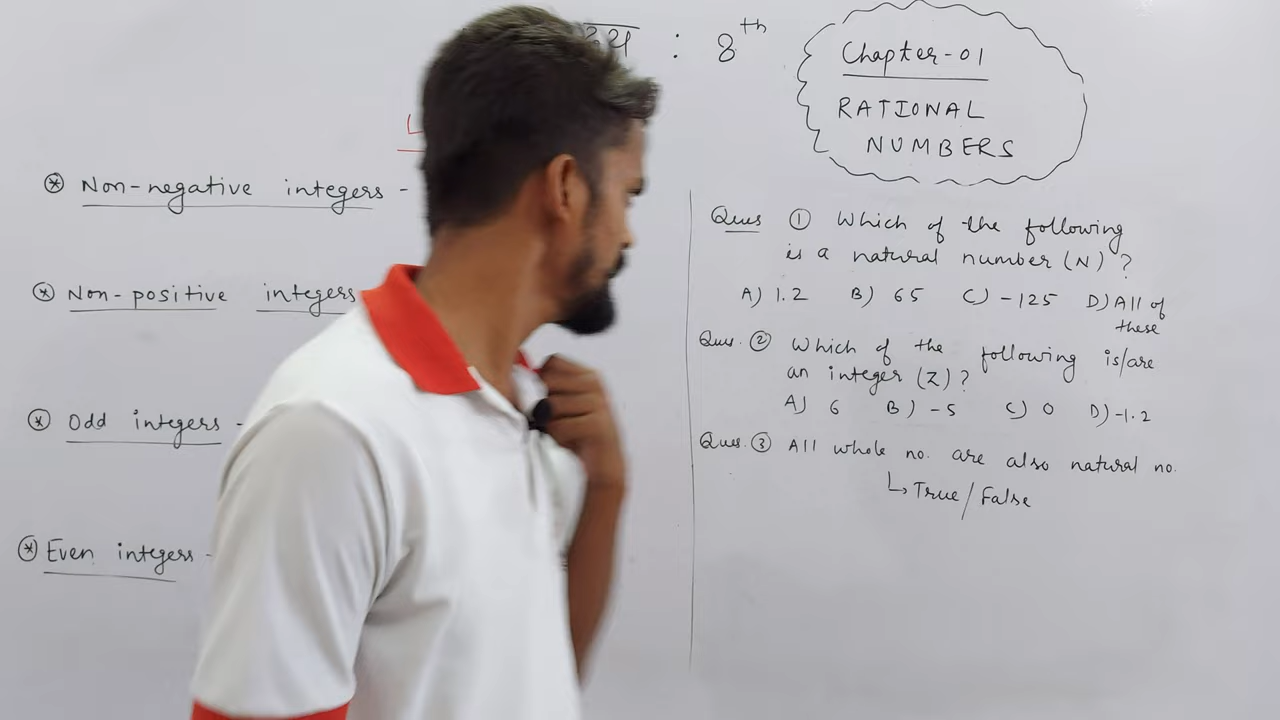 : 8th
Chapter-01
RATIONAL
NUMBERS
⊛ Non-negative integers -
⊛ Non-positive integers
⊛ Odd integers -
⊛ Even integers -
Ques ① Which of the following
is a natural number (N) ?
A) 1.2 B) 65 C) -125 D) All of
these
Ques. ② Which of the following is/are
an integer (Z) ?
A) 6 B) -5 C) 0 D) -1.2
Ques. ③ All whole no. are also natural no.
↳ True/False